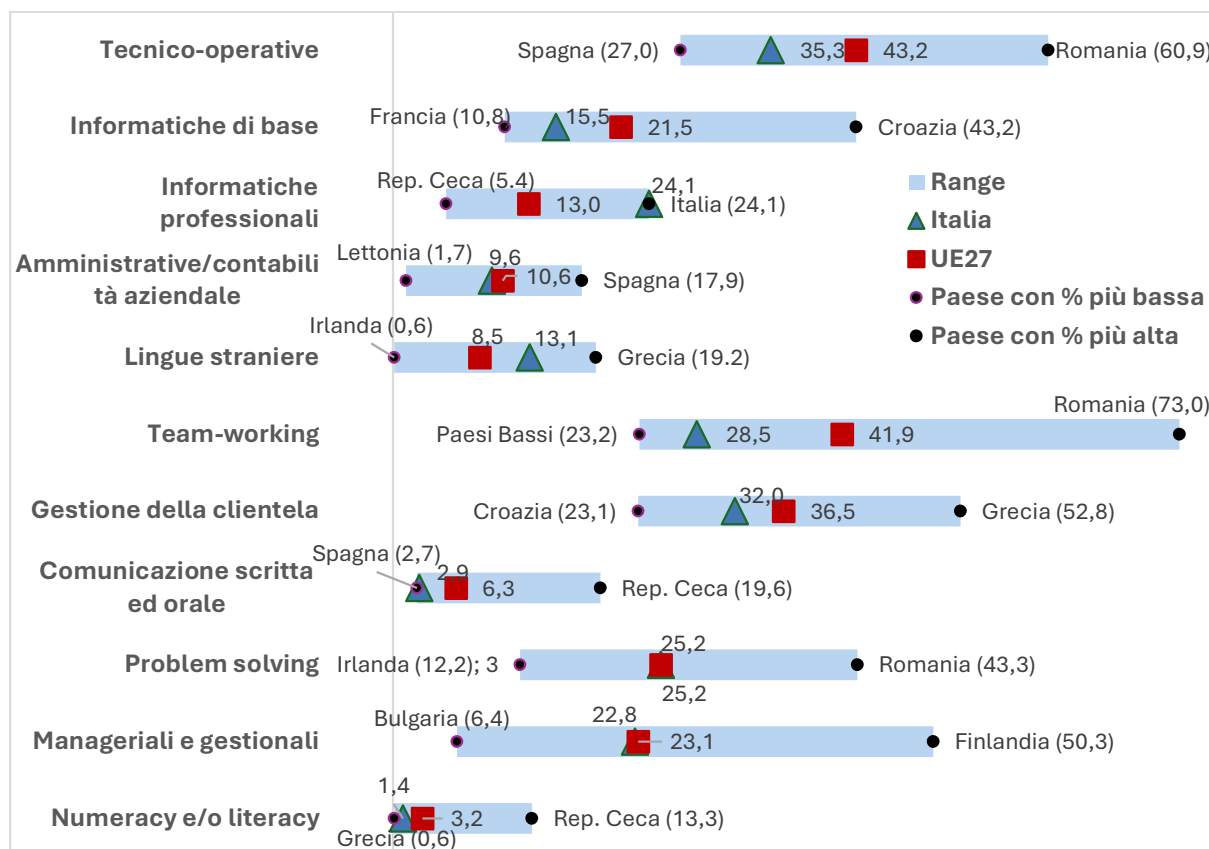 Tecnico-operative
Spagna (27,0)
35,3
43,2
Romania (60,9)
Informatiche di base
Francia (10,8)
15,5
21,5
Croazia (43,2)
Informatiche
professionali
Rep. Ceca (5.4)
13,0
24,1
Italia (24,1)
Range
Italia
UE27
Paese con % più bassa
Paese con % più alta
Amministrative/contabili
tà aziendale
Lettonia (1,7)
9,6
10,6
Spagna (17,9)
Lingue straniere
Irlanda (0,6)
8,5
13,1
Grecia (19.2)
Team-working
Paesi Bassi (23,2)
28,5
41,9
Romania (73,0)
Gestione della clientela
Croazia (23,1)
32,0
36,5
Grecia (52,8)
Comunicazione scritta
ed orale
Spagna (2,7)
2,9
6,3
Rep. Ceca (19,6)
Problem solving
Irlanda (12,2); 3
25,2
25,2
Romania (43,3)
Manageriali e gestionali
Bulgaria (6,4)
22,8
23,1
Finlandia (50,3)
Numeracy e/o literacy
1,4
Grecia (0,6)
3,2
Rep. Ceca (13,3)